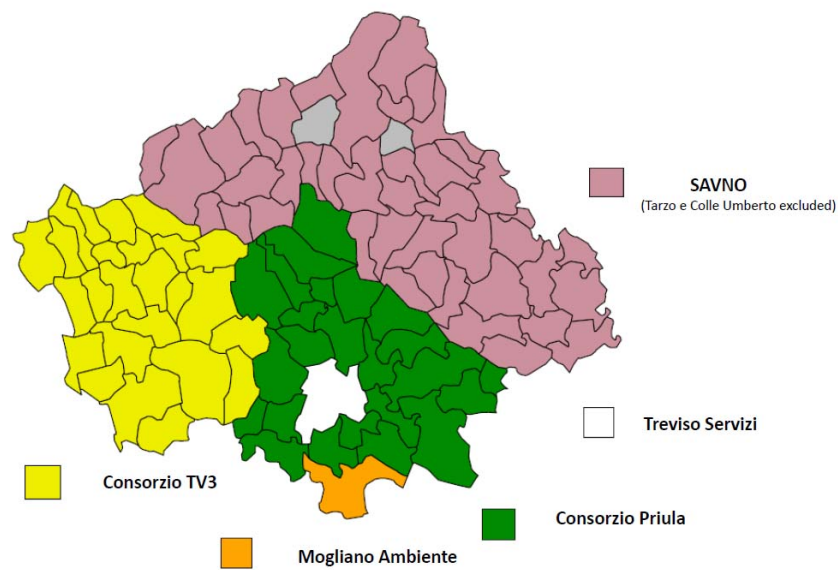 SAVNO
(Tarzo e Colle Umberto excluded)
Treviso Servizi
Consorzio TV3
Consorzio Priula
Mogliano Ambiente